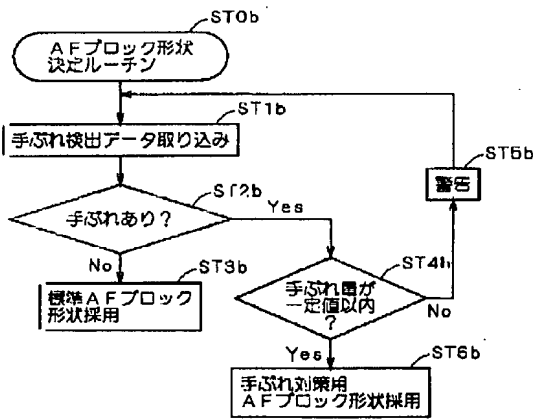 ST0b
AFブロック形状
決定ルーチン
ST1b
手ぶれ検出データ取り込み
ST5b
警告
ST2b
手ぶれあり?
Yes
No
ST3b
標準AFブロック
形状採用
ST4b
手ぶれ量が
一定値以内
?
No
Yes
ST6b
手ぶれ対策用
AFブロック形状採用